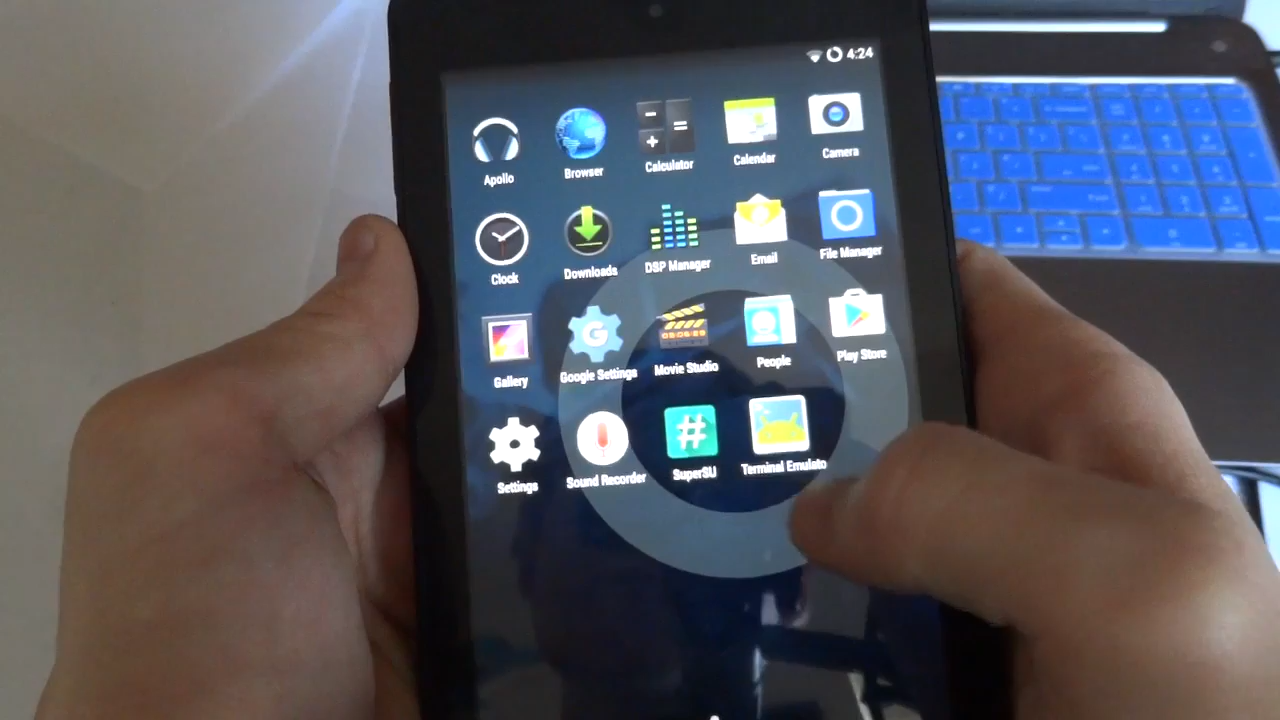 4:24
Apollo
Browser
Calculator
Calendar
Camera
Clock
Downloads
DSP Manager
Email
File Manager
Gallery
G
Google Settings
Movie Studio
People
Play Store
Settings
Sound Recorder
#
SuperSU
Terminal Emulato